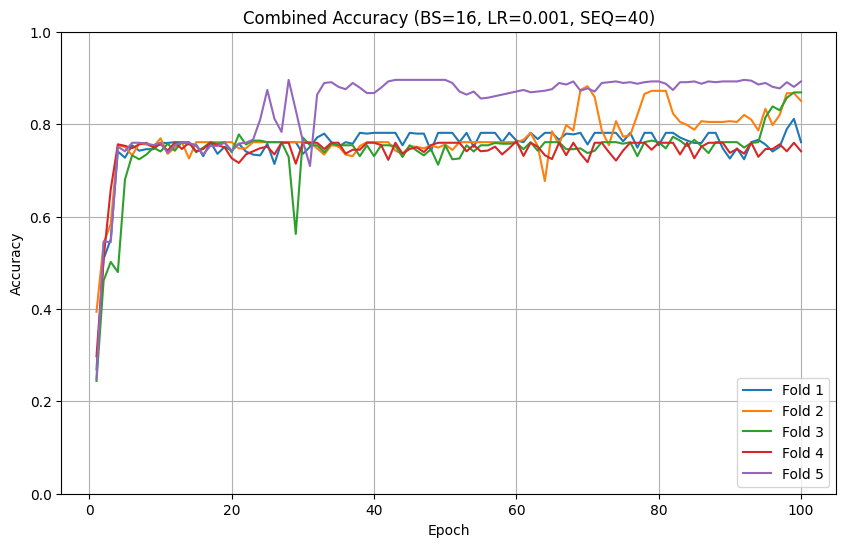 Combined Accuracy (BS=16, LR=0.001, SEQ=40)
1.0
0.8
0.6
0.4
0.2
0.0
Accuracy
0 20 40 60 80 100
Epoch
Fold 1
Fold 2
Fold 3
Fold 4
Fold 5